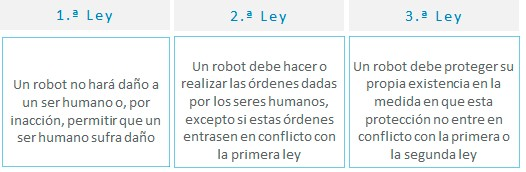 1.ª Ley
2.ª Ley
3.ª Ley
Un robot no hará daño a
un ser humano o, por
inacción, permitir que un
ser humano sufra daño
Un robot debe hacer o
realizar las órdenes dadas
por los seres humanos,
excepto si estas órdenes
entrasen en conflicto con
la primera ley
Un robot debe proteger su
propia existencia en la
medida en que esta
protección no entre en
conflicto con la primera o
la segunda ley